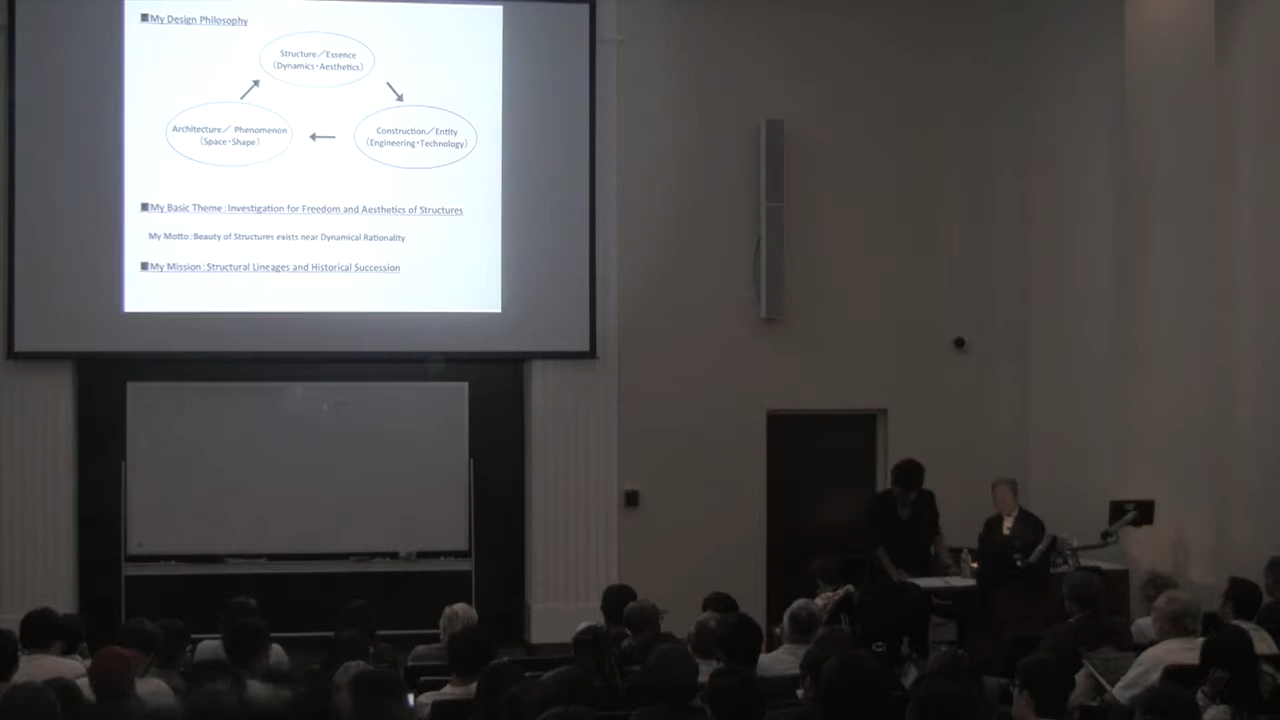 ■My Design Philosophy
Structure／Essence
(Dynamics・Aesthetics)
Architecture／ Phenomenon
(Space・Shape)
Construction／Entity
(Engineering・Technology)
■My Basic Theme：Investigation for Freedom and Aesthetics of Structures
My Motto：Beauty of Structures exists near Dynamical Rationality
■My Mission：Structural Lineages and Historical Succession